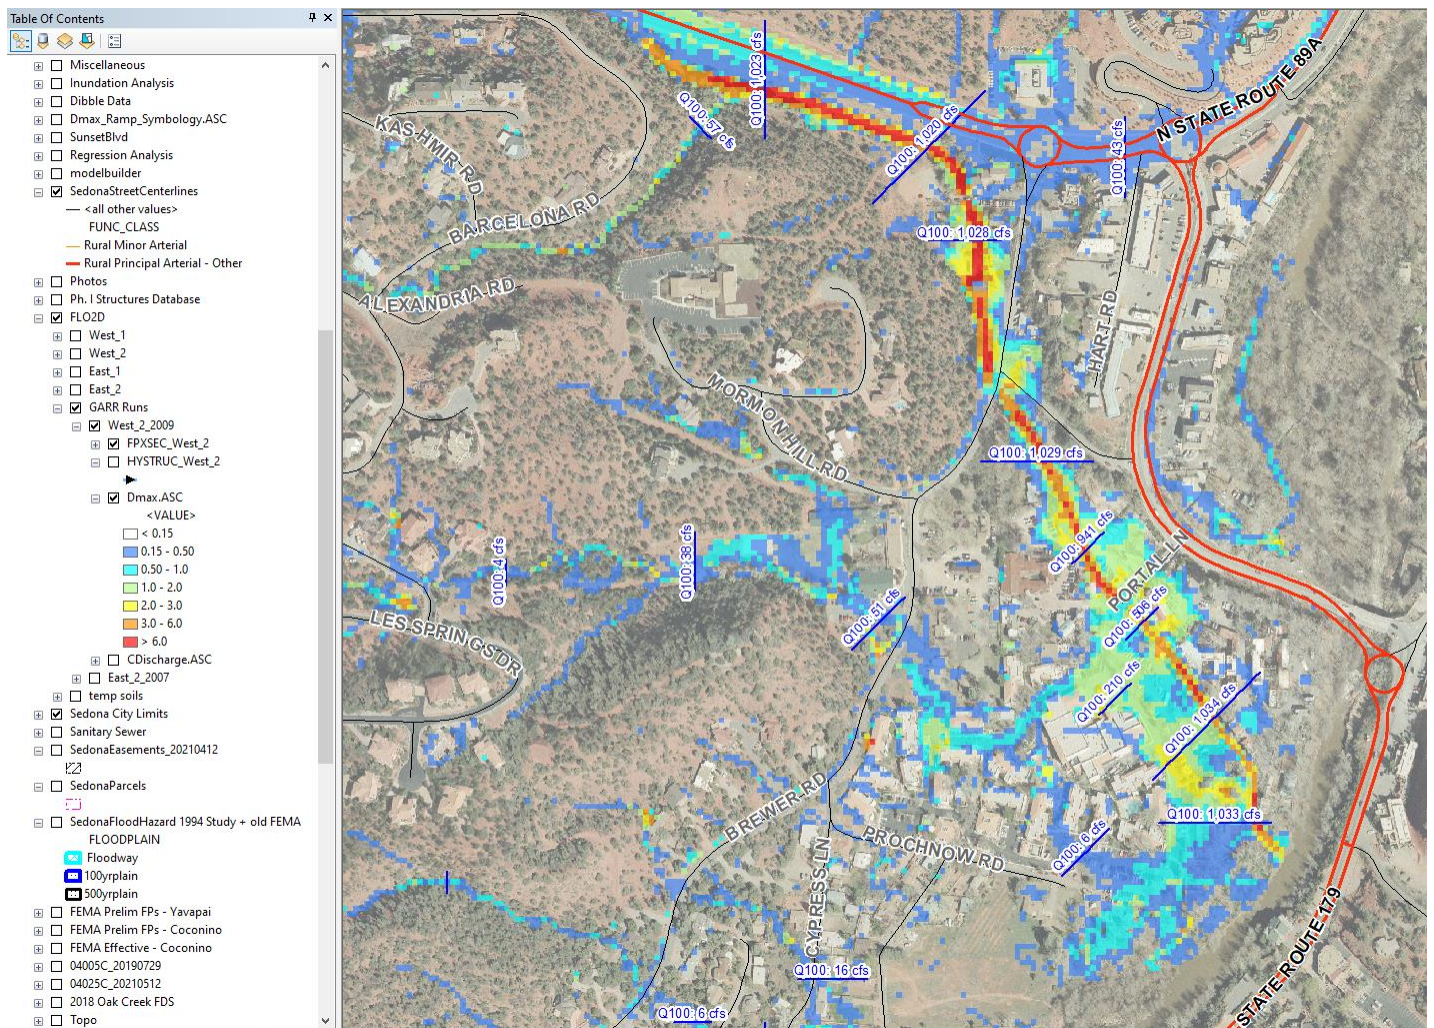 Table Of Contents
Miscellaneous
Inundation Analysis
Dibble Data
Dmax_Ramp_Symbology.ASC
SunsetBlvd
Regression Analysis
modelbuilder
SedonaStreetCenterlines
<all other values>
FUNC_CLASS
Rural Minor Arterial
Rural Principal Arterial - Other
Photos
Ph. I Structures Database
FLO2D
West_1
West_2
East_1
East_2
GARR Runs
West_2_2009
FPXSEC_West_2
HYSTRUC_West_2
Dmax.ASC
<VALUE>
< 0.15
0.15 - 0.50
0.50 - 1.0
1.0 - 2.0
2.0 - 3.0
3.0 - 6.0
> 6.0
CDischarge.ASC
East_2_2007
temp soils
Sedona City Limits
Sanitary Sewer
SedonaEasements_20210412
SedonaParcels
SedonaFloodHazard 1994 Study + old FEMA
FLOODPLAIN
Floodway
100yrplain
500yrplain
FEMA Prelim FPs - Yavapai
FEMA Prelim FPs - Coconino
FEMA Effective - Coconino
04005C_20190729
04025C_20210512
2018 Oak Creek FDS
Topo
Q100: 1,023 cfs
N STATE ROUTE 89A
Q100: 57 cfs
Q100: 1,020 cfs
Q100: 43 cfs
KASHMIR RD
BARCELONA RD
Q100: 1,028 cfs
ALEXANDRIA RD
HART RD
MORMON HILL RD
Q100: 1,029 cfs
Q100: 4 cfs
Q100: 38 cfs
Q100: 941 cfs
PORTAL LN
Q100: 51 cfs
Q100: 506 cfs
LES SPRINGS DR
Q100: 210 cfs
Q100: 1,034 cfs
BREWER RD
Q100: 1,033 cfs
PROCHNOW RD
Q100: 6 cfs
CYPRESS LN
STATE ROUTE 179
Q100: 16 cfs
Q100: 6 cfs